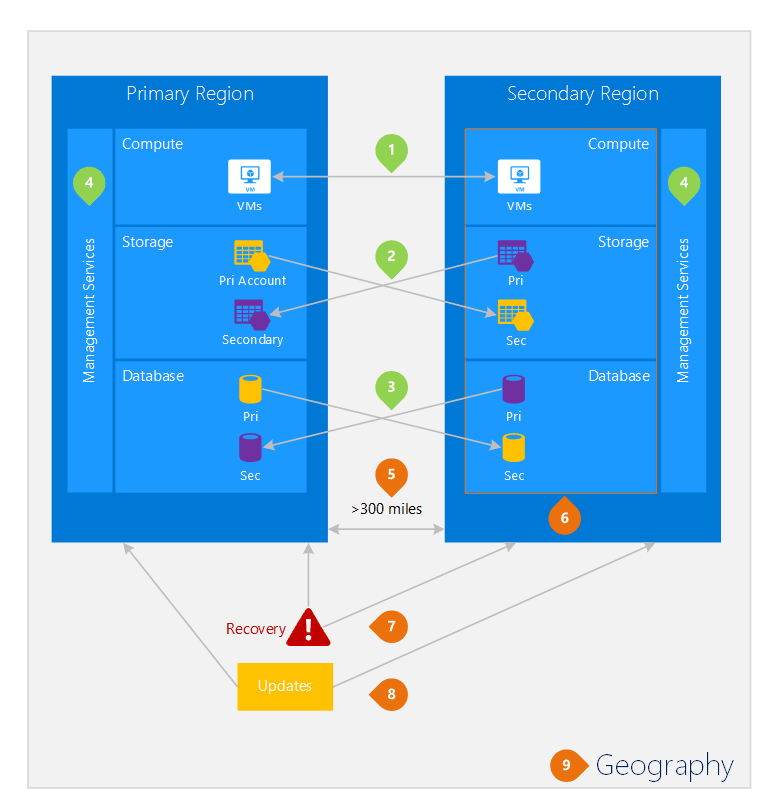 Primary Region
Secondary Region
Compute
1
Compute
4
VM
VM
4
VMs
VMs
Storage
2
Storage
Management Services
Pri Account
Pri
Management Services
Secondary
Sec
Database
3
Database
Pri
Pri
Sec
Sec
5
>300 miles
6
Recovery
!
7
Updates
8
9
Geography